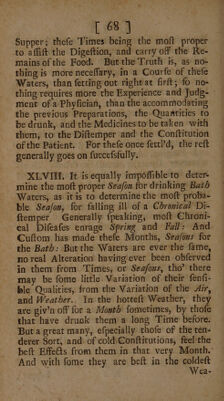 [ 68 ]
Supper; these Times being the most proper
to assist the Digestion, and carry off the Re-
mains of the Food. But the Truth is, as no-
thing is more necessary, in a Course of these
Waters, than setting out right at first; so no-
thing requires more the Experience and Judg-
ment of a Physician, than the accommodating
the previous Preparations, the Quantities to
be drunk, and the Medicines to be taken with
them, to the Distemper and the Constitution
of the Patient. For these once settl'd, the rest
generally goes on successfully.
XLVIII. It is equally impossible to deter-
mine the most proper Season for drinking Bath
Waters, as it is to determine the most proba-
ble Season, for falling ill of a Chronical Di-
stemper Generally speaking, most Chroni-
cal Diseases enrage Spring and Fall: And
Custom has made these Months, Seasons for
the Bath: But the Waters are ever the same,
no real Alteration having ever been observed
in them from Times, or Seasons, tho' there
may be some little Variation of their sensi-
ble Qualities, from the Variation of the Air,
and Weather. In the hottest Weather, they
are giv'n off for a Month sometimes, by those
that have drunk them a long Time before.
But a great many, especially those of the ten-
derer Sort, and of cold Constitutions, feel the
best Effects from them in that very Month.
And with some they are best in the coldest
Wea-